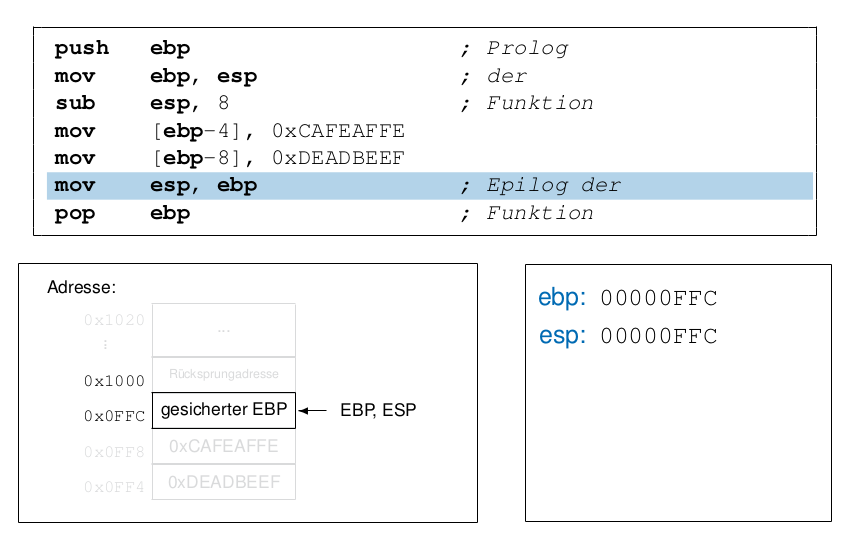 push ebp ; Prolog
mov ebp, esp ; der
sub esp, 8 ; Funktion
mov [ebp-4], 0xCAFEAFFE
mov [ebp-8], 0xDEADBEEF
mov esp, ebp ; Epilog der
pop ebp ; Funktion
Adresse:
0x1020 ...
⋮
0x1000 Rücksprungadresse
0x0FFC gesicherter EBP EBP, ESP
0x0FF8 0xCAFEAFFE
0x0FF4 0xDEADBEEF
ebp: 00000FFC
esp: 00000FFC